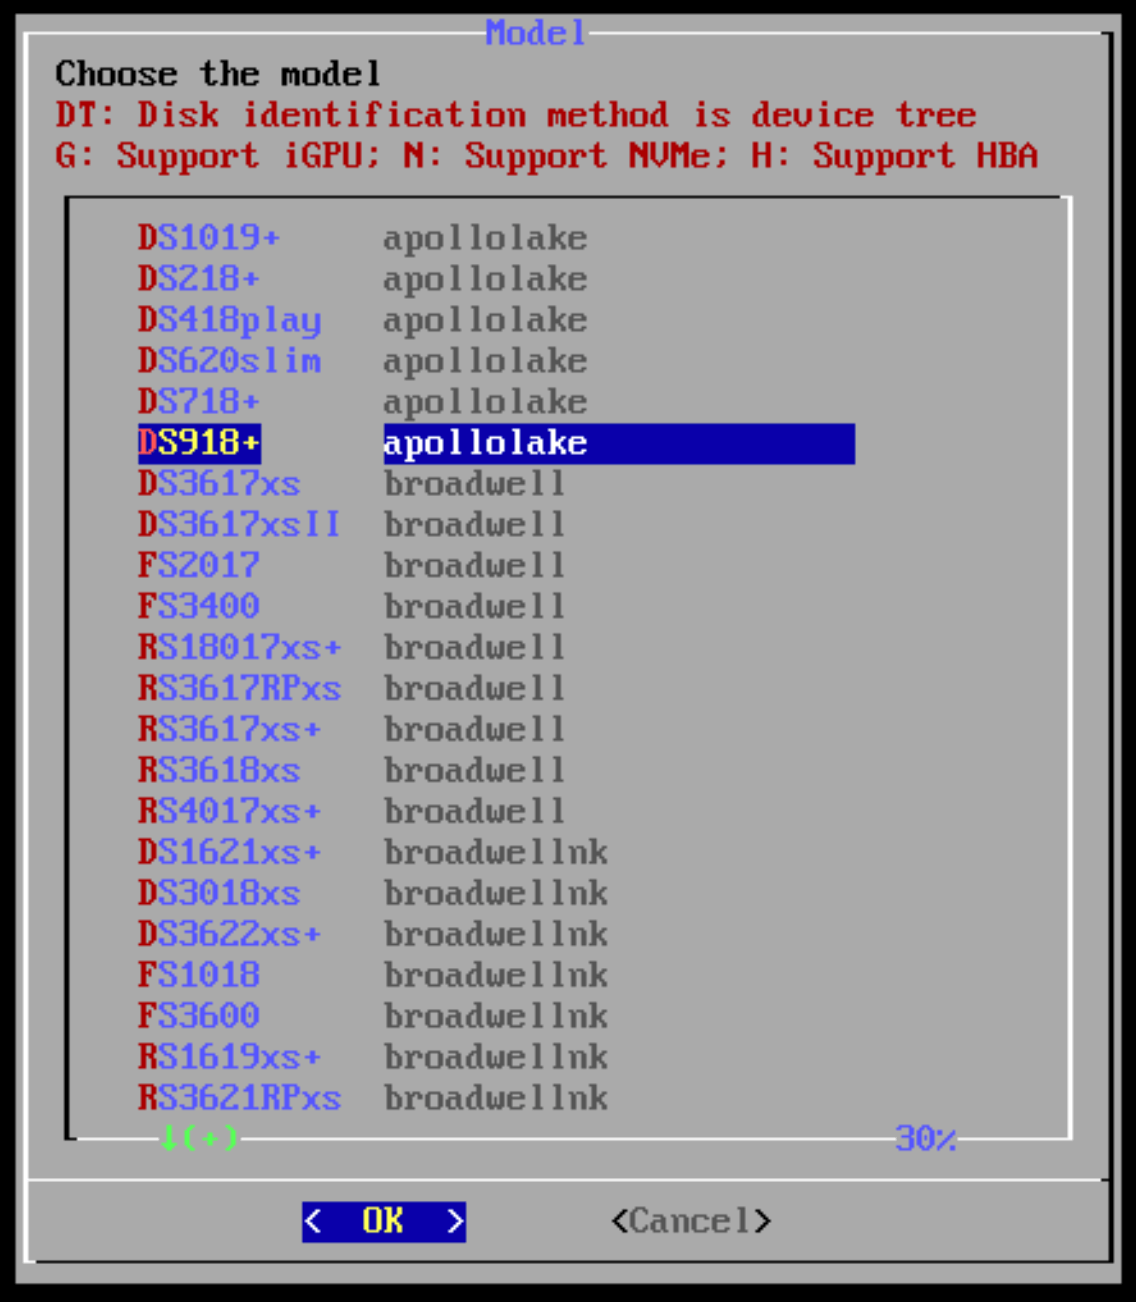 Model
Choose the model
DT: Disk identification method is device tree
G: Support iGPU; N: Support NVMe; H: Support HBA
DS1019+ apollolake
DS218+ apollolake
DS418play apollolake
DS620slim apollolake
DS718+ apollolake
DS918+ apollolake
DS3617xs broadwell
DS3617xsII broadwell
FS2017 broadwell
FS3400 broadwell
RS18017xs+ broadwell
RS3617RPxs broadwell
RS3617xs+ broadwell
RS3618xs broadwell
RS4017xs+ broadwell
DS1621xs+ broadwellnk
DS3018xs broadwellnk
DS3622xs+ broadwellnk
FS1018 broadwellnk
FS3600 broadwellnk
RS1619xs+ broadwellnk
RS3621RPxs broadwellnk
↓(+) 30%
< OK > <Cancel>